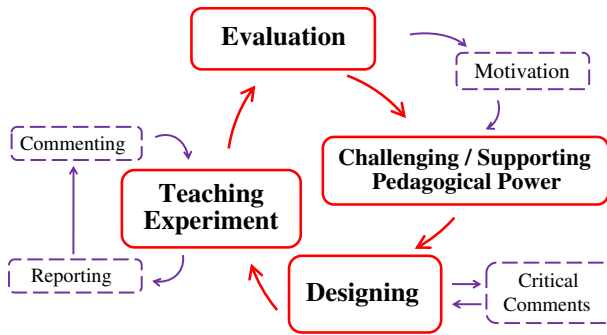 Evaluation
Motivation
Commenting
Challenging / Supporting
Pedagogical Power
Teaching
Experiment
Reporting
Designing
Critical
Comments